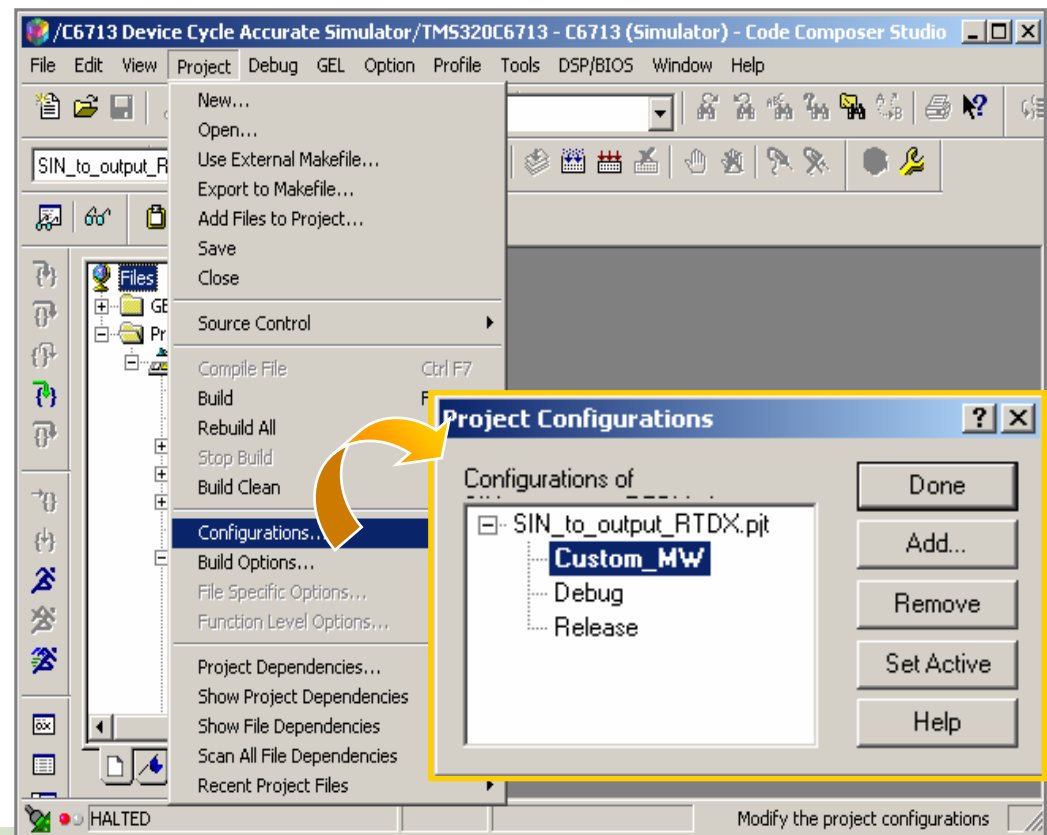 /C6713 Device Cycle Accurate Simulator/TMS320C6713 - C6713 (Simulator) - Code Composer Studio
File Edit View Project Debug GEL Option Profile Tools DSP/BIOS Window Help
New...
Open...
Use External Makefile...
SIN_to_output_R
Export to Makefile...
Add Files to Project...
Save
Files
Close
GE
Source Control
Pr
Compile File Ctrl F7
Build F
Rebuild All
Stop Build
Build Clean
Configurations...
Build Options...
File Specific Options...
Function Level Options...
Project Dependencies...
Show Project Dependencies
Show File Dependencies
Scan All File Dependencies
Recent Project Files
Project Configurations
Configurations of
SIN_to_output_RTDX.pjt
Custom_MW
Debug
Release
Done
Add...
Remove
Set Active
Help
HALTED
Modify the project configurations